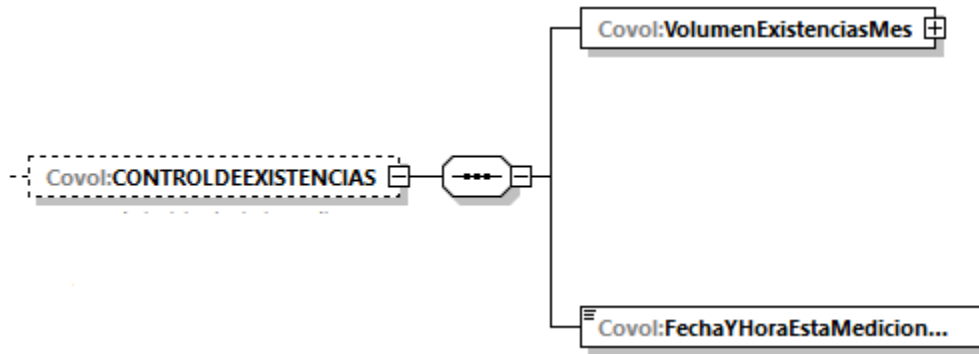 Covol:VolumenExistenciasMes
Covol:CONTROLDEEXISTENCIAS
Covol:FechaYHoraEstaMedicion...